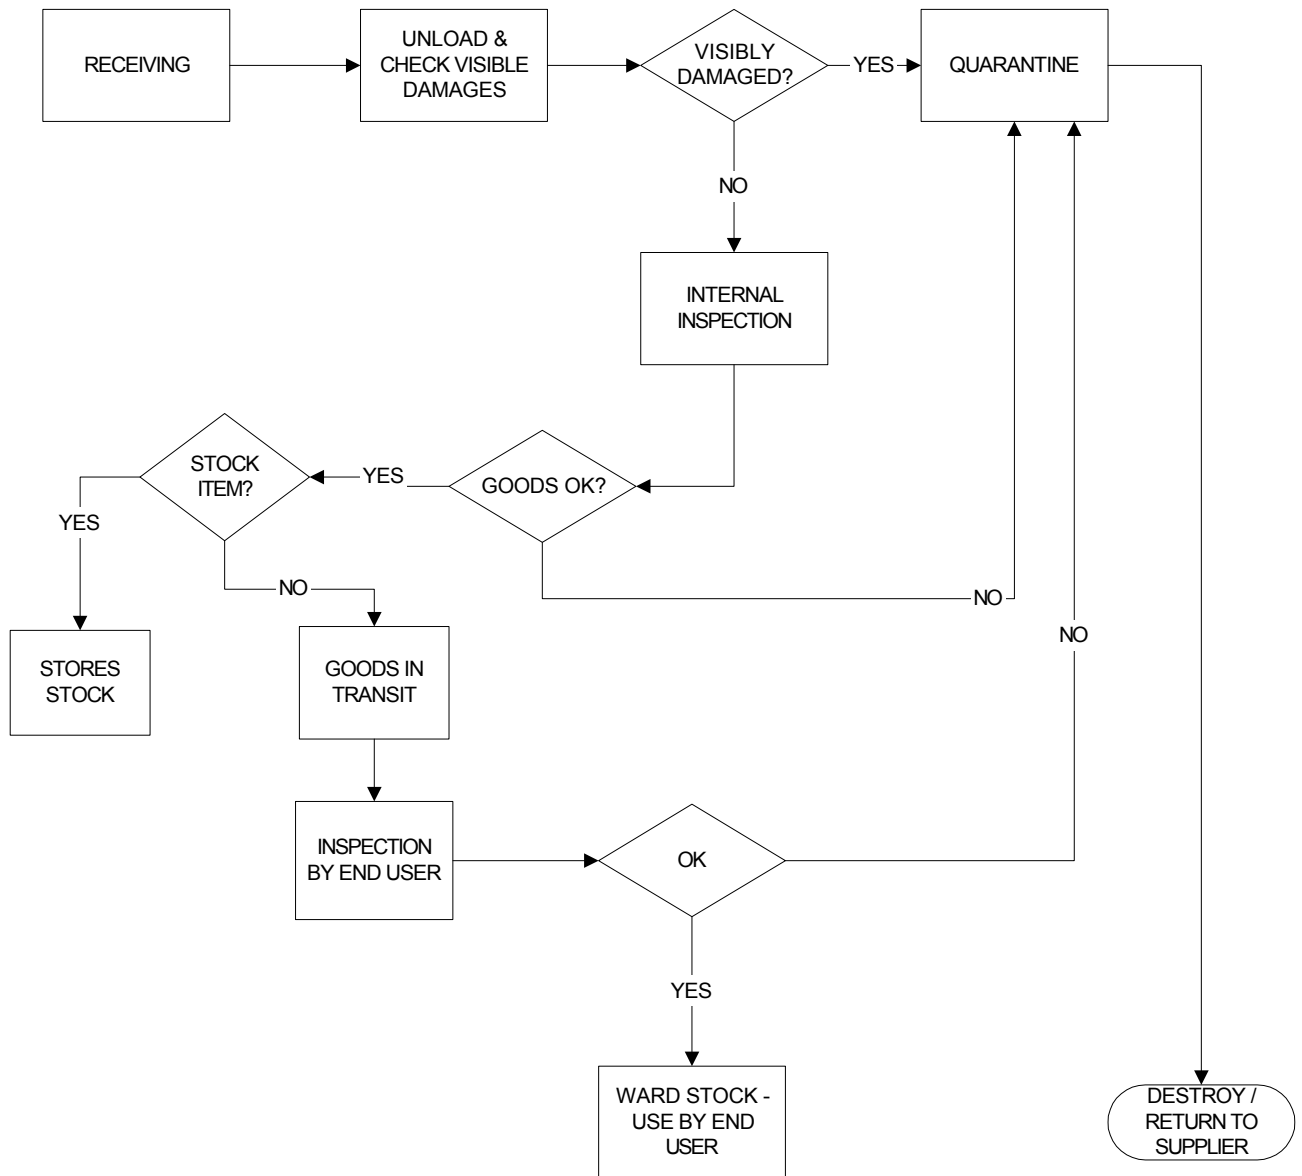 RECEIVING
UNLOAD &
CHECK VISIBLE
DAMAGES
VISIBLY
DAMAGED?
YES
QUARANTINE
NO
INTERNAL
INSPECTION
STOCK
ITEM?
YES
GOODS OK?
YES
NO
NO
NO
STORES
STOCK
GOODS IN
TRANSIT
INSPECTION
BY END USER
OK
YES
WARD STOCK -
USE BY END
USER
DESTROY /
RETURN TO
SUPPLIER